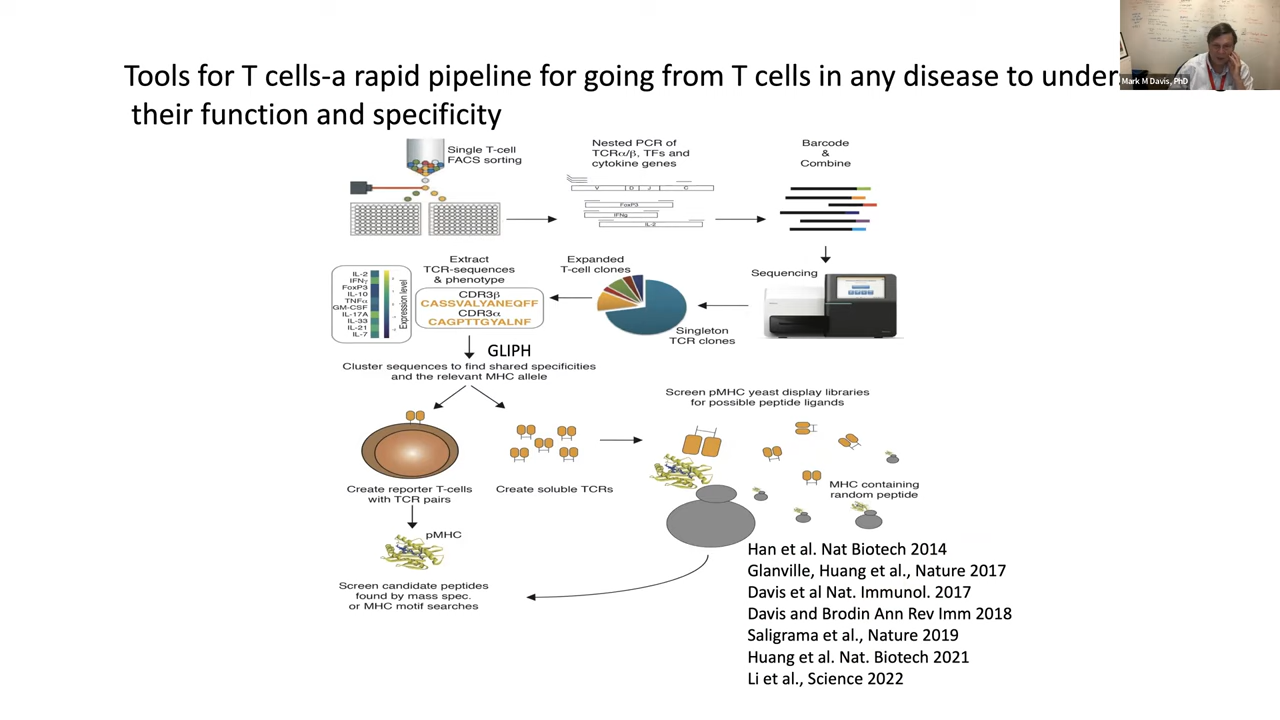 Tools for T cells-a rapid pipeline for going from T cells in any disease to under
their function and specificity
Mark M Davis, PhD
Single T-cell
FACS sorting
Nested PCR of
TCRα/β, TFs and
cytokine genes
V D J C
FoxP3
IFNg
IL-2
Barcode
&
Combine
Sequencing
Expanded
T-cell clones
Singleton
TCR clones
Extract
TCR-sequences
& phenotype
CDR3β
CASSVALYANEQFF
CDR3α
CAGPTTGYALNF
IL-2
IFNγ
FoxP3
IL-10
TNFα
GM-CSF
IL-17A
IL-33
IL-21
IL-7
Expression level
GLIPH
Cluster sequences to find shared specificities
and the relevant MHC allele
Create reporter T-cells
with TCR pairs
Create soluble TCRs
Screen pMHC yeast display libraries
for possible peptide ligands
MHC containing
random peptide
pMHC
Screen candidate peptides
found by mass spec.
or MHC motif searches
Han et al. Nat Biotech 2014
Glanville, Huang et al., Nature 2017
Davis et al Nat. Immunol. 2017
Davis and Brodin Ann Rev Imm 2018
Saligrama et al., Nature 2019
Huang et al. Nat. Biotech 2021
Li et al., Science 2022